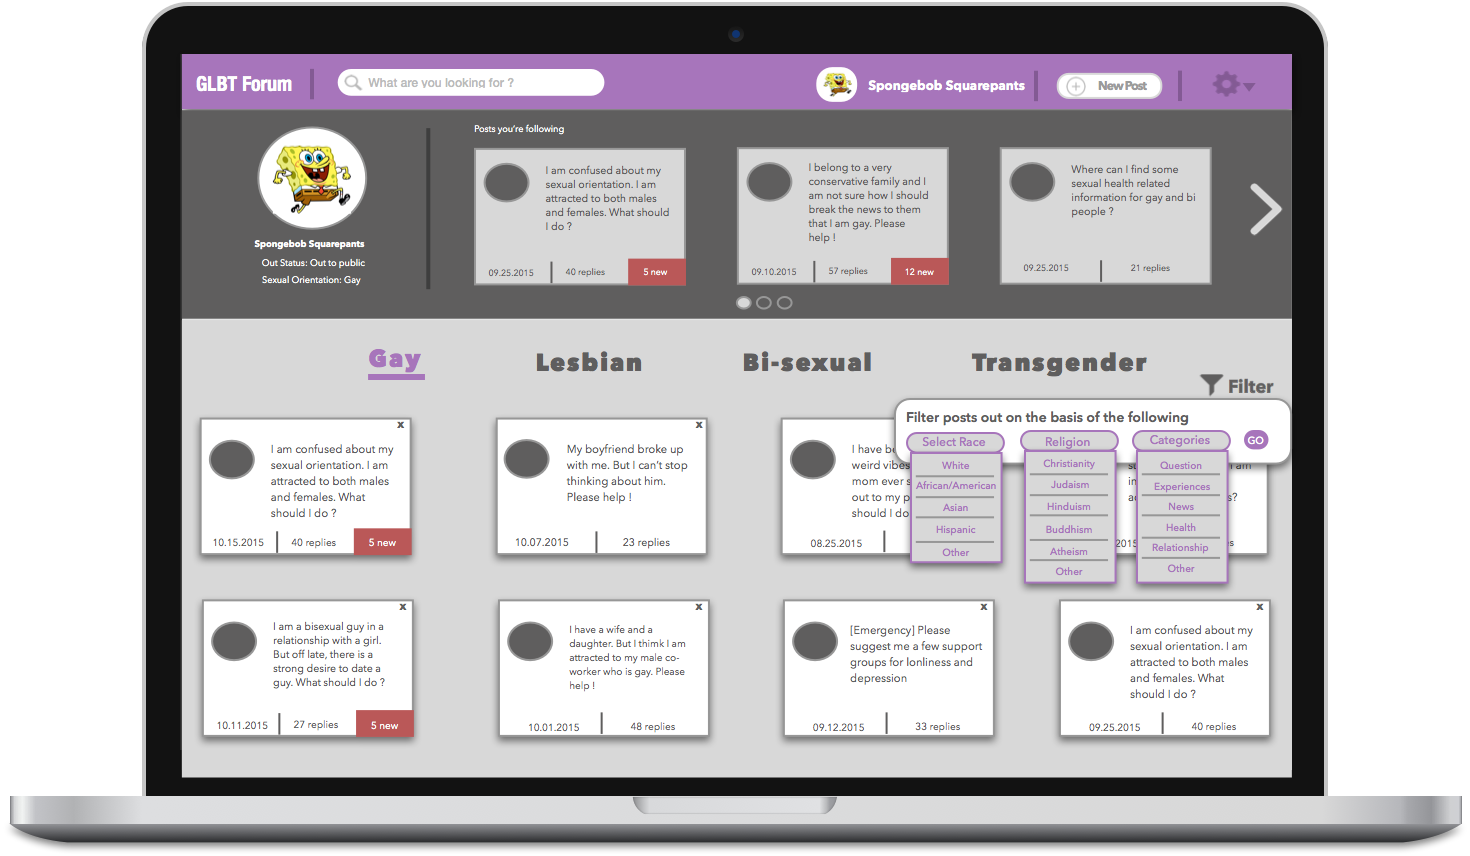 GLBT Forum
What are you looking for ?
Spongebob Squarepants
New Post
Posts you're following
Spongebob Squarepants
Out Status: Out to public
Sexual Orientation: Gay
I am confused about my
sexual orientation. I am
attracted to both males
and females. What should
I do ?
09.25.2015
40 replies
5 new
I belong to a very
conservative family and I
am not sure how I should
break the news to them
that I am gay. Please
help !
09.10.2015
57 replies
12 new
Where can I find some
sexual health related
information for gay and bi
people ?
09.25.2015
21 replies
Gay
Lesbian
Bi-sexual
Transgender
Filter
Filter posts out on the basis of the following
Select Race
Religion
Categories
GO
White
African/American
Asian
Hispanic
Other
Christianity
Judaism
Hinduism
Buddhism
Atheism
Other
Question
Experiences
News
Health
Relationship
Other
x
I am confused about my
sexual orientation. I am
attracted to both males
and females. What
should I do ?
10.15.2015
40 replies
5 new
x
My boyfriend broke up
with me. But I can't stop
thinking about him.
Please help !
10.07.2015
23 replies
I have
weird vibes
mom ever
out to my
should I do
08.25.2015
x
I am a bisexual guy in a
relationship with a girl.
But off late, there is a
strong desire to date a
guy. What should I do ?
10.11.2015
27 replies
5 new
x
I have a wife and a
daughter. But I thimk I am
attracted to my male co-
worker who is gay. Please
help !
10.01.2015
48 replies
x
[Emergency] Please
suggest me a few support
groups for lonliness and
depression
09.12.2015
33 replies
x
I am confused about my
sexual orientation. I am
attracted to both males
and females. What
should I do ?
09.25.2015
40 replies